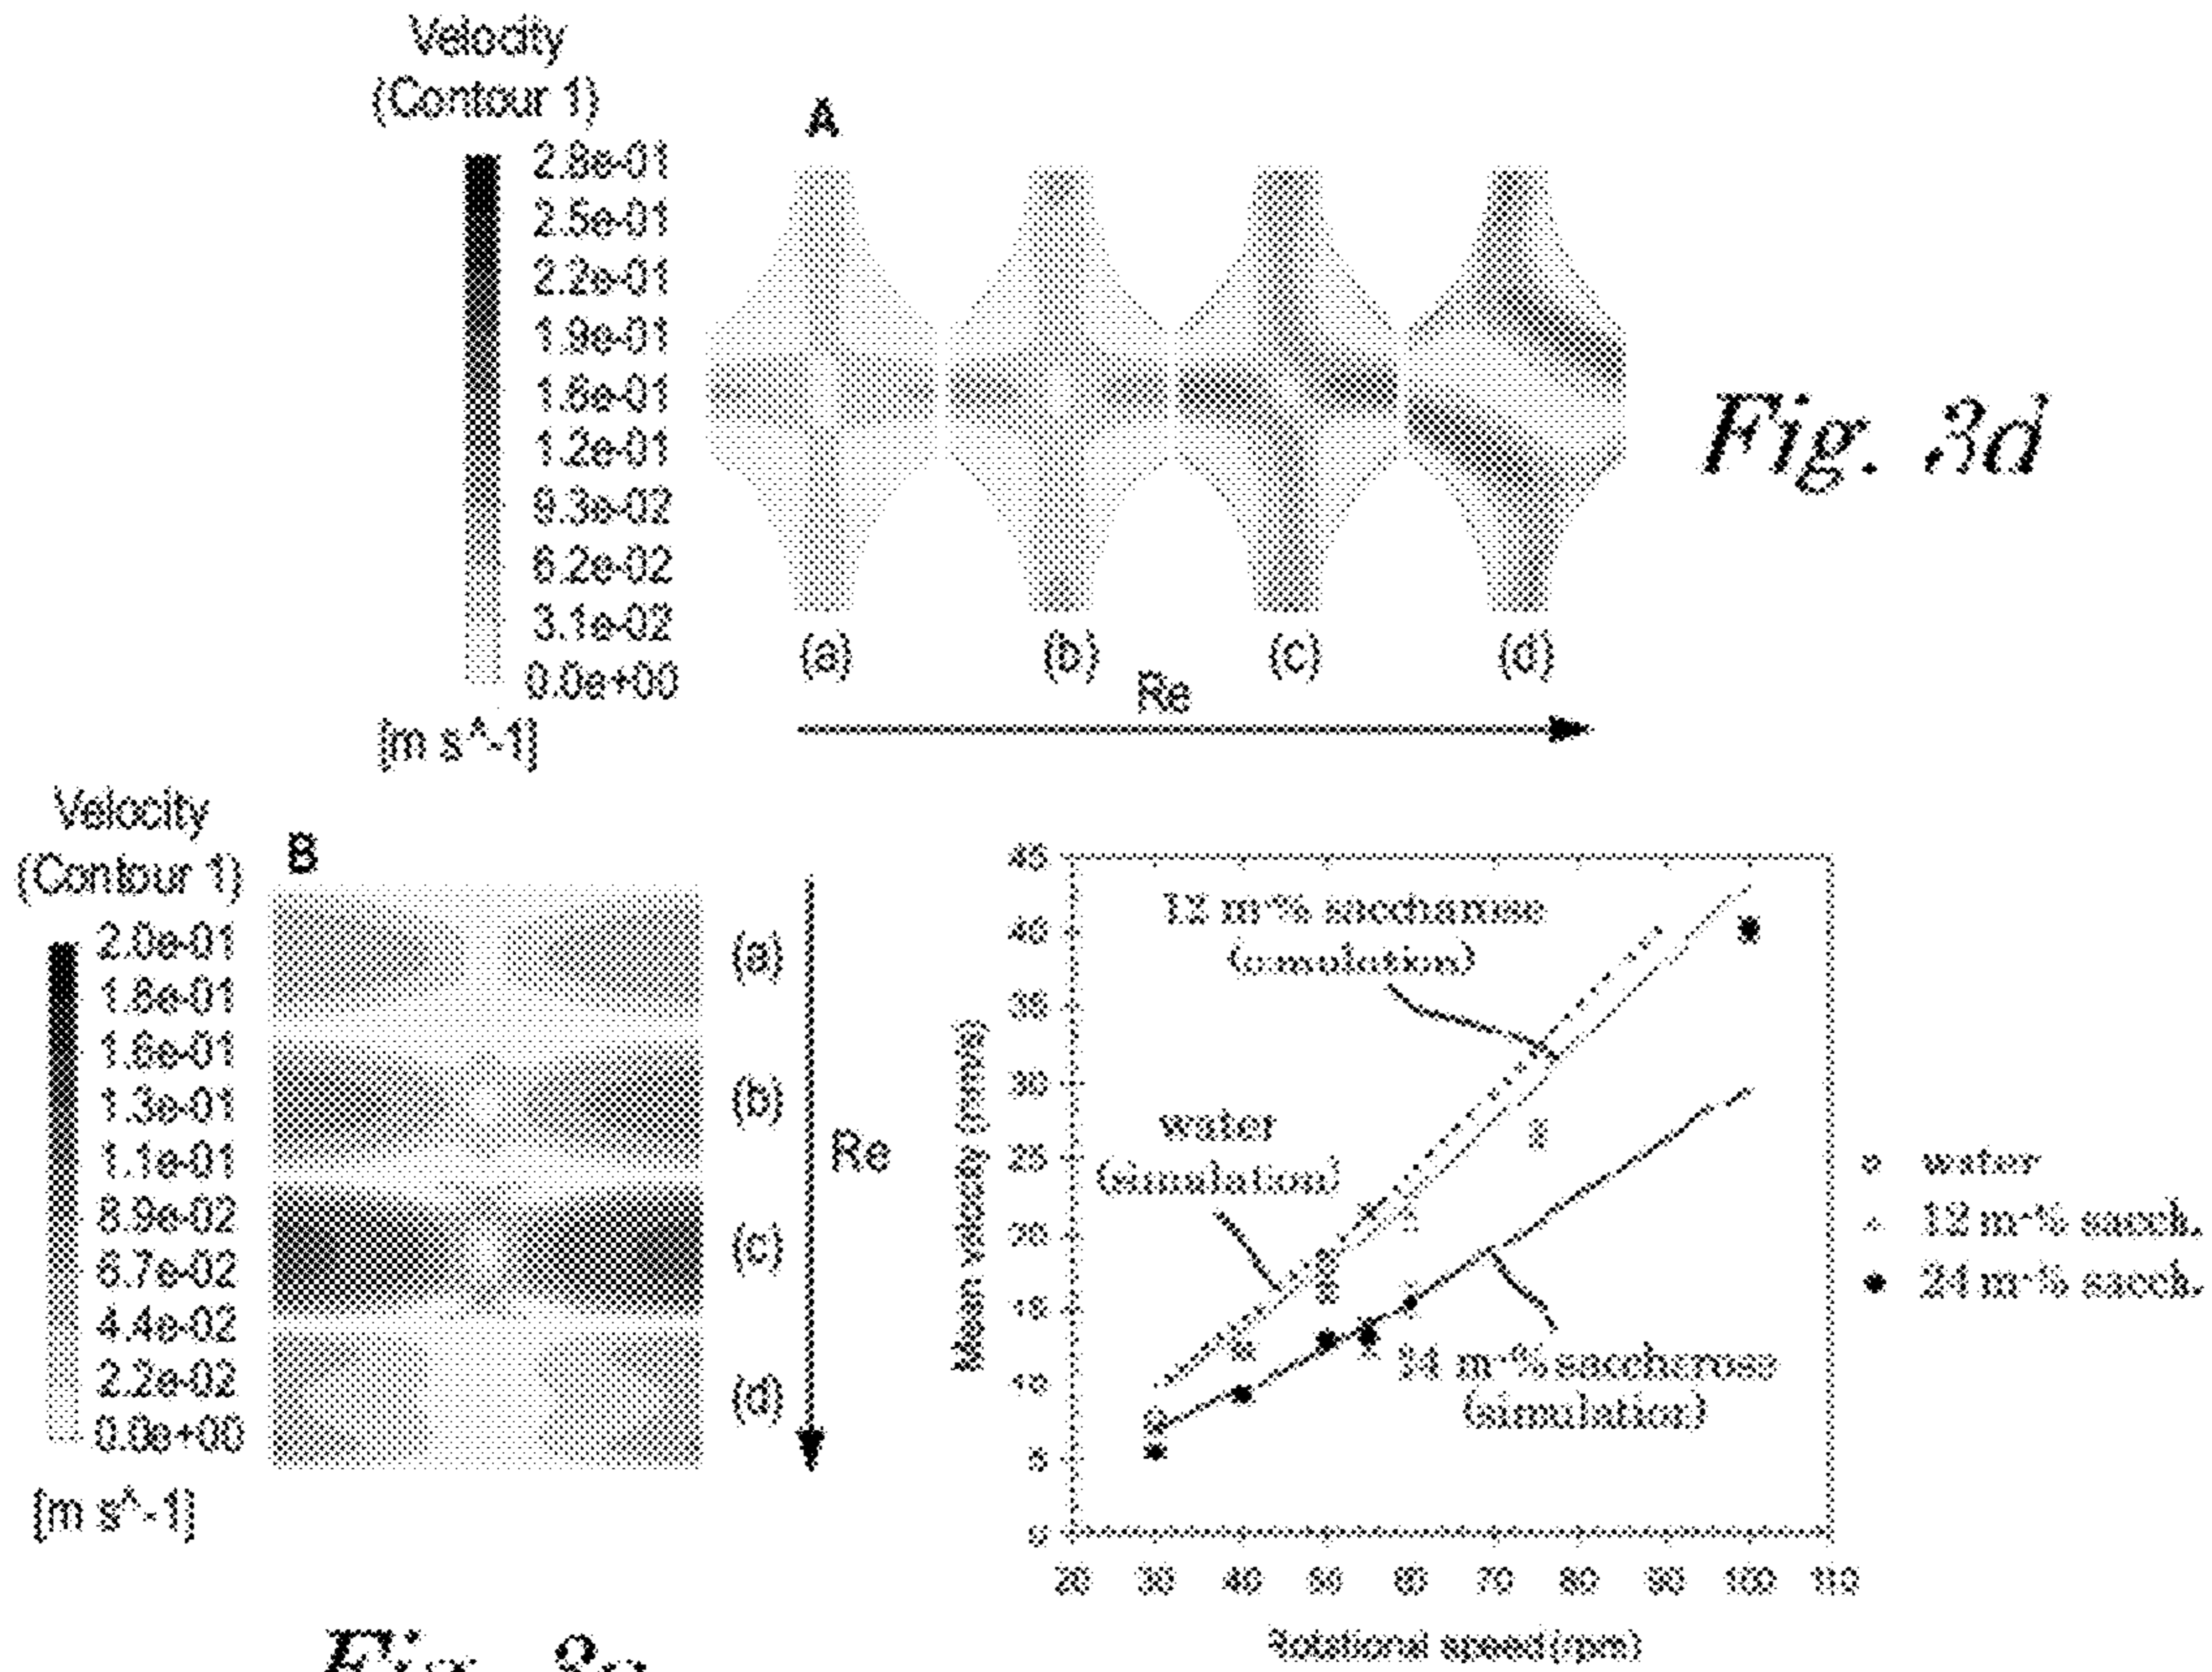 Velocity
(Contour 1)
A
2.8e-01
2.5e-01
2.2e-01
1.9e-01
1.6e-01
1.2e-01
9.3e-02
6.2e-02
3.1e-02
0.0e+00
[m s^-1]
(a)
(b)
(c)
(d)
Re
Fig. 3d
Velocity
(Contour 1)
B
2.0e-01
1.8e-01
1.6e-01
1.3e-01
1.1e-01
8.9e-02
6.7e-02
4.4e-02
2.2e-02
0.0e+00
[m s^-1]
(a)
(b)
(c)
(d)
Re
45
40
35
30
25
20
15
10
5
Mean velocity
12 m-%
(simulation)
water
(simulation)
24 m-% saccharose
(simulation)
water
12 m-% sacch.
24 m-% sacch.
20
30
40
50
60
70
80
90
100
110
Rotational speed (rpm)
Fig.